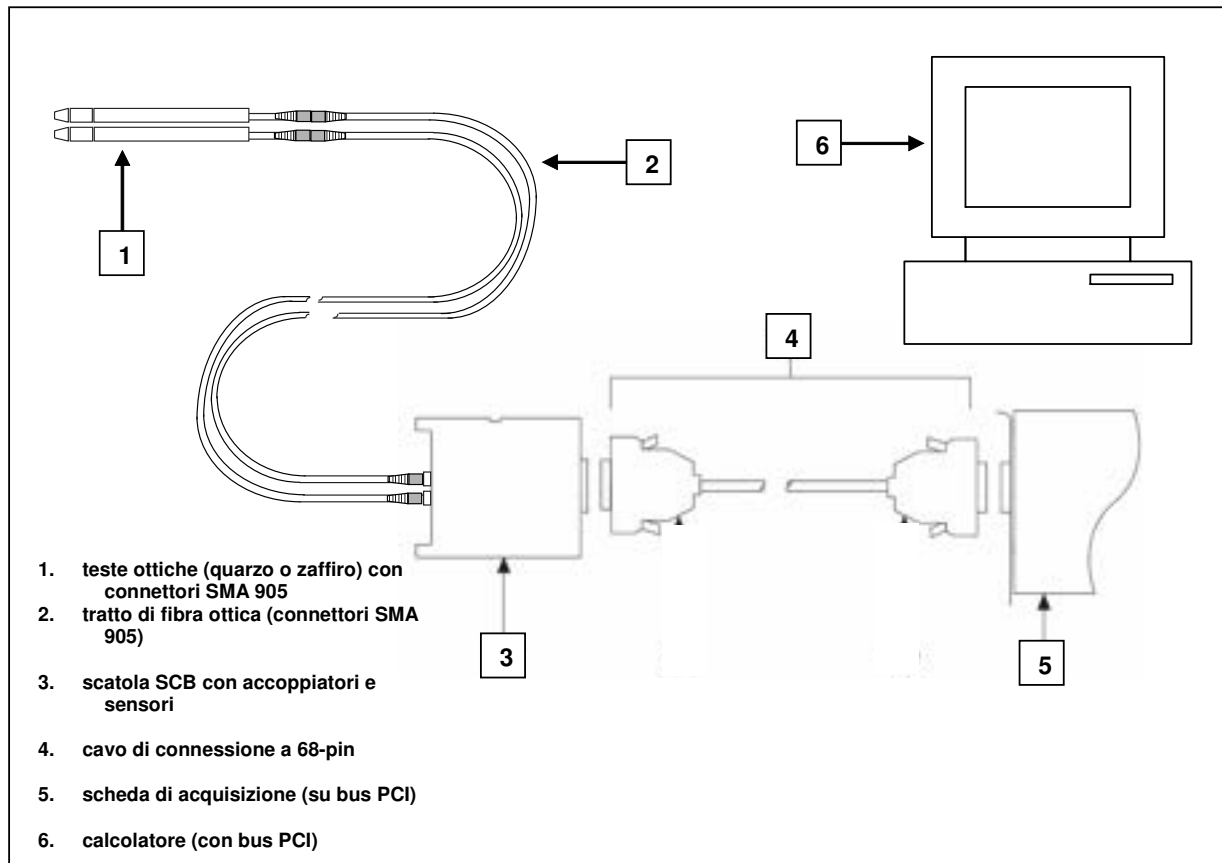 6
2
1
4
3
5
1. teste ottiche (quarzo o zaffiro) con
connettori SMA 905
2. tratto di fibra ottica (connettori SMA
905)
3. scatola SCB con accoppiatori e
sensori
4. cavo di connessione a 68-pin
5. scheda di acquisizione (su bus PCI)
6. calcolatore (con bus PCI)